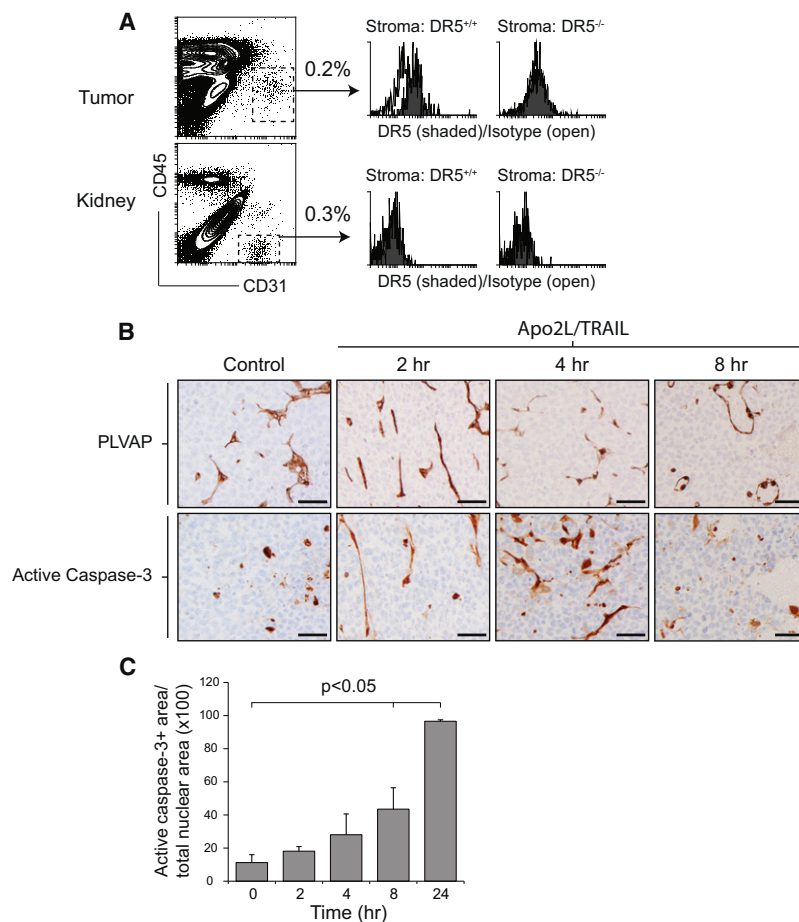 A
Tumor
0.2%
Stroma: DR5+/+
Stroma: DR5-/-
DR5 (shaded)/Isotype (open)
Kidney
CD45
CD31
0.3%
Stroma: DR5+/+
Stroma: DR5-/-
DR5 (shaded)/Isotype (open)
B
Apo2L/TRAIL
Control
2 hr
4 hr
8 hr
PLVAP
Active Caspase-3
C
Active caspase-3+ area/
total nuclear area (x100)
p<0.05
120
100
80
60
40
20
0
0 2 4 8 24
Time (hr)